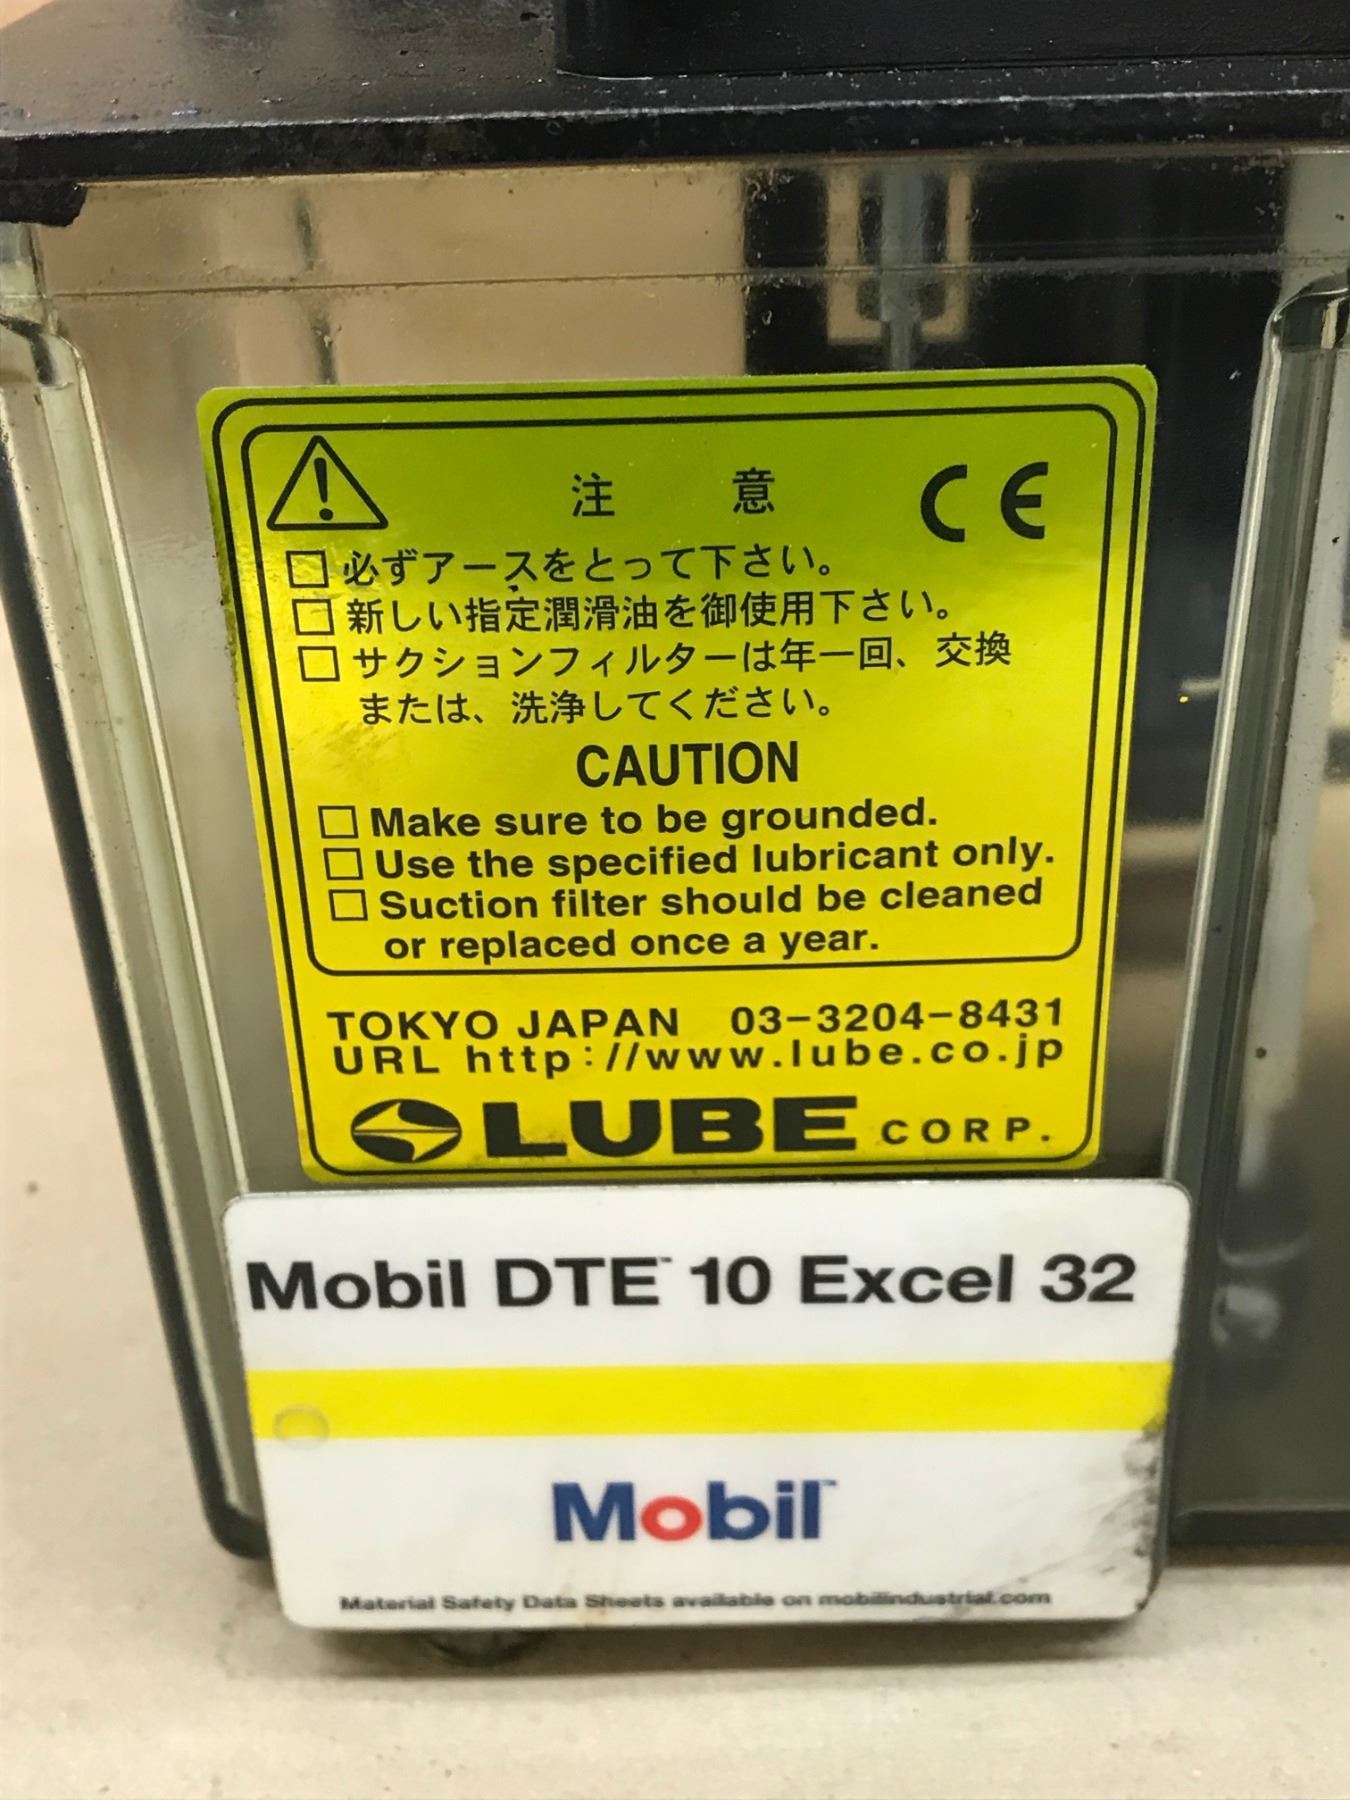 注 意 CE
□必ずアースをとって下さい。
□新しい指定潤滑油を御使用下さい。
□サクションフィルターは年一回、交換
または、洗浄してください。
CAUTION
□Make sure to be grounded.
□Use the specified lubricant only.
□Suction filter should be cleaned
or replaced once a year.
TOKYO JAPAN 03-3204-8431
URL http://www.lube.co.jp
LUBE CORP.
Mobil DTE™ 10 Excel 32
Mobil™
Material Safety Data Sheets available on mobilindustrial.com